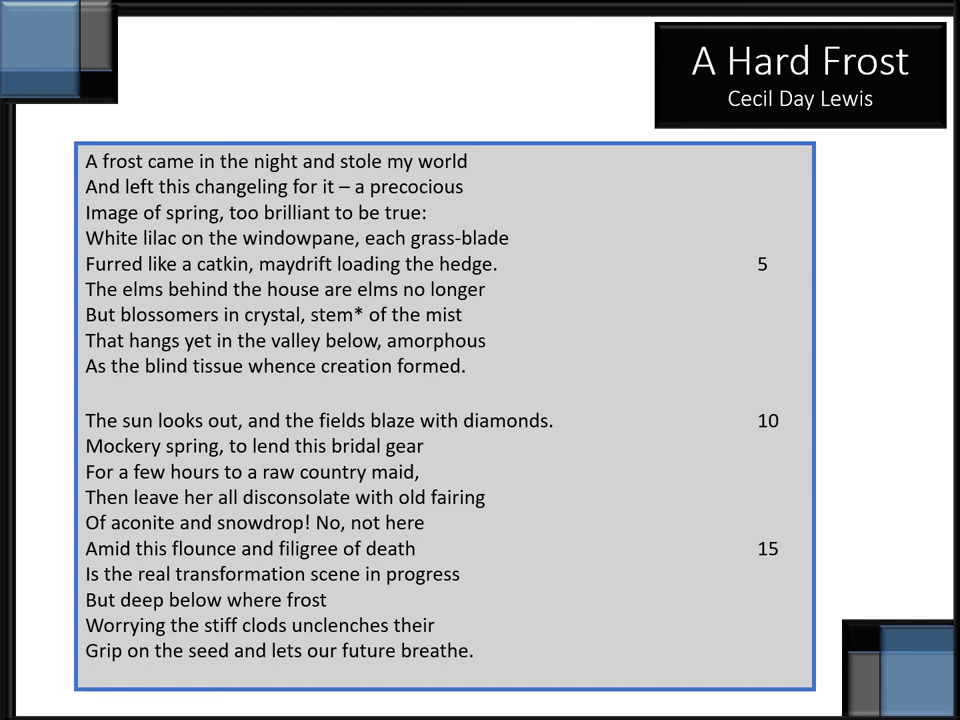 A Hard Frost
Cecil Day Lewis
A frost came in the night and stole my world
And left this changeling for it – a precocious
Image of spring, too brilliant to be true:
White lilac on the windowpane, each grass-blade
Furred like a catkin, maydrift loading the hedge. 5
The elms behind the house are elms no longer
But blossomers in crystal, stem* of the mist
That hangs yet in the valley below, amorphous
As the blind tissue whence creation formed.
The sun looks out, and the fields blaze with diamonds. 10
Mockery spring, to lend this bridal gear
For a few hours to a raw country maid,
Then leave her all disconsolate with old fairing
Of aconite and snowdrop! No, not here
Amid this flounce and filigree of death 15
Is the real transformation scene in progress
But deep below where frost
Worrying the stiff clods unclenches their
Grip on the seed and lets our future breathe.